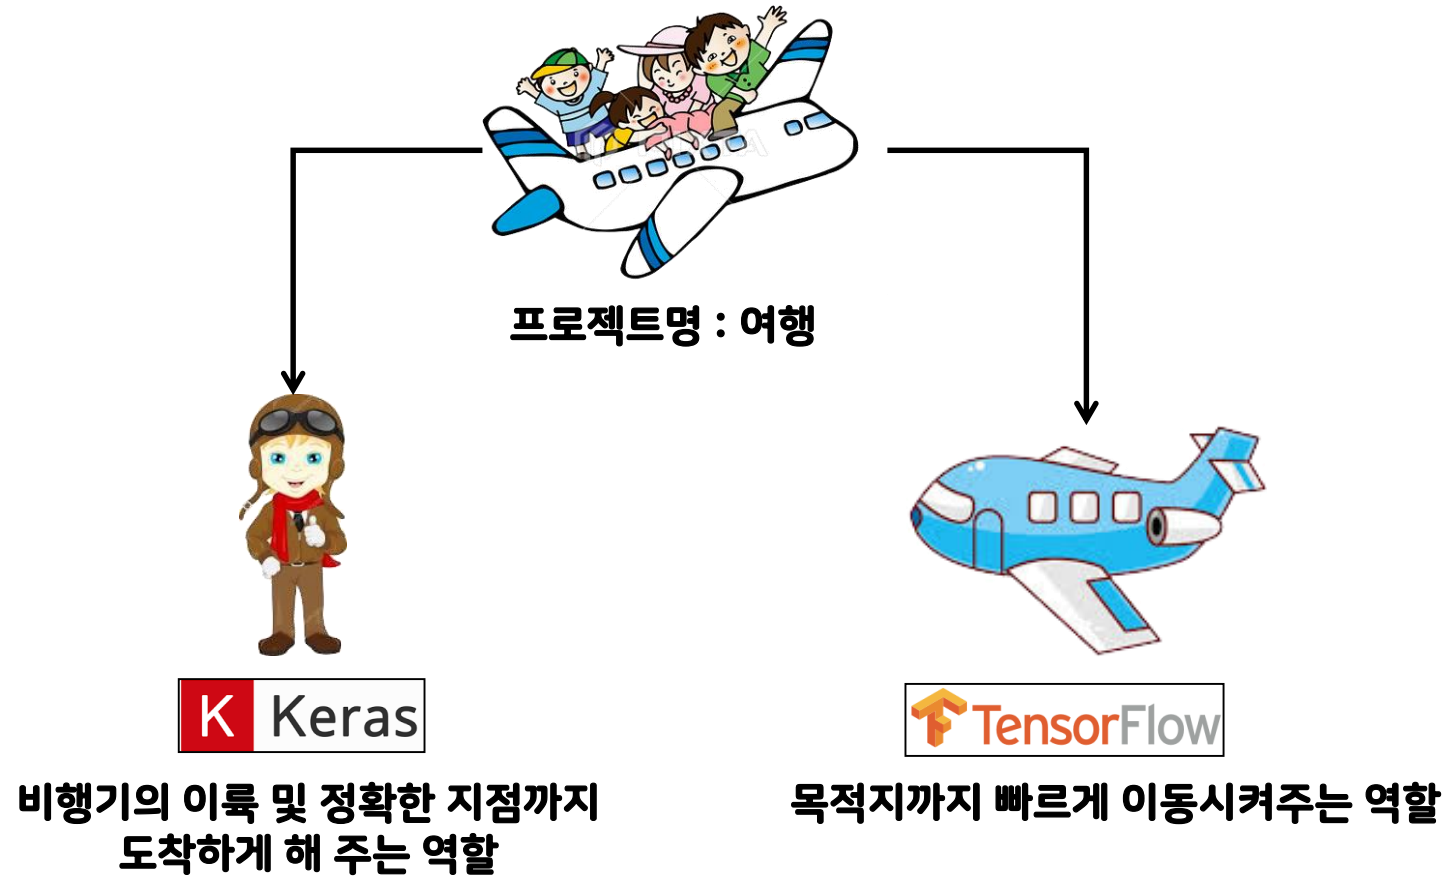 프로젝트명 : 여행
K Keras
TensorFlow
비행기의 이륙 및 정확한 지점까지
도착하게 해 주는 역할
목적지까지 빠르게 이동시켜주는 역할